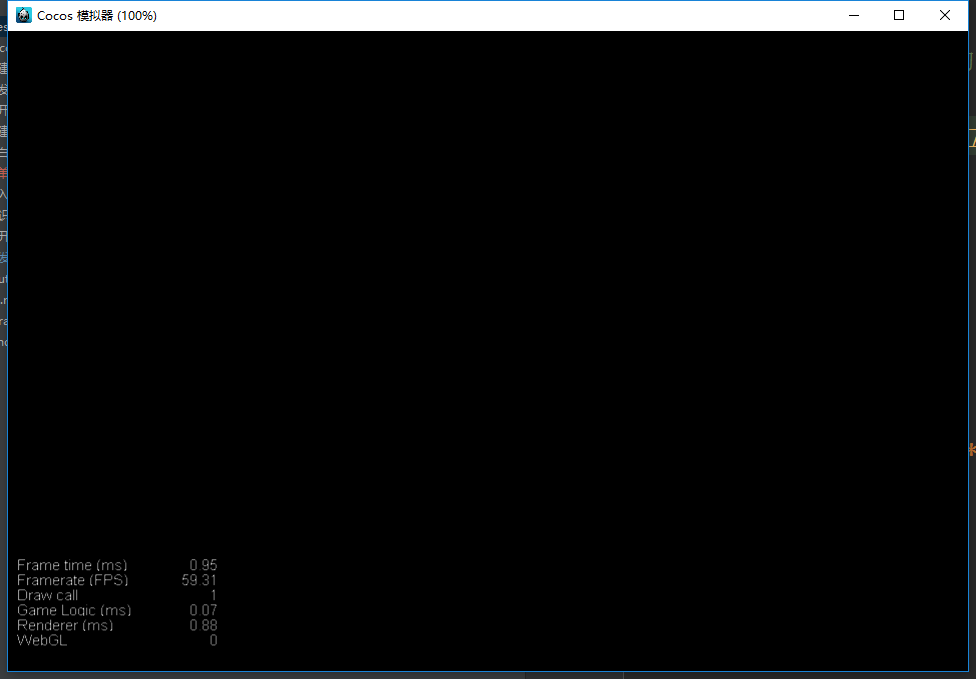 Cocos 模拟器 (100%)
Frame time (ms) 0.95
Framerate (FPS) 59.31
Draw call 1
Game Logic (ms) 0.07
Renderer (ms) 0.88
WebGL 0